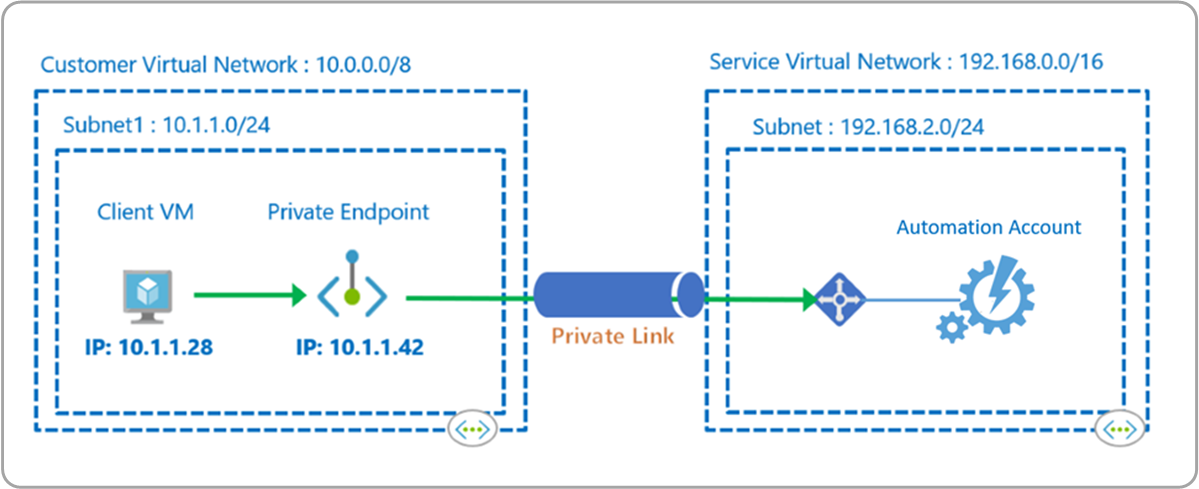 Customer Virtual Network : 10.0.0.0/8
Service Virtual Network : 192.168.0.0/16
Subnet1 : 10.1.1.0/24
Subnet : 192.168.2.0/24
Client VM
Private Endpoint
Automation Account
Private Link
IP: 10.1.1.28
IP: 10.1.1.42